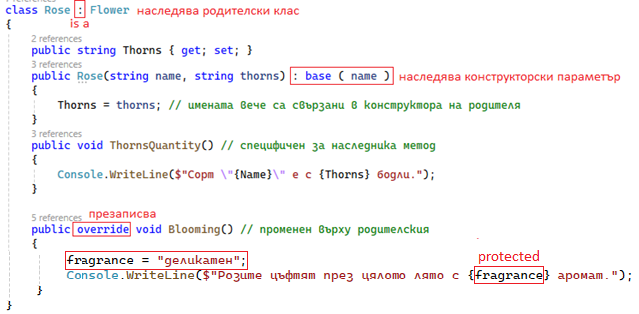 class Rose : Flower наследява родителски клас
{ is a
2 references
public string Thorns { get; set; }
3 references
public Rose(string name, string thorns) : base ( name ) наследява конструкторски параметър
{
Thorns = thorns; // имената вече са свързани в конструктора на родителя
}
3 references
public void ThornsQuantity() // специфичен за наследника метод
{
Console.WriteLine($"Сорт \"{Name}\" е с {Thorns} бодли.");
}
презаписва
5 references
public override void Blooming() // променен върху родителския
{
protected
fragrance = "деликатен";
Console.WriteLine($"Розите цъфтят през цялото лято с {fragrance} аромат.");
}
}